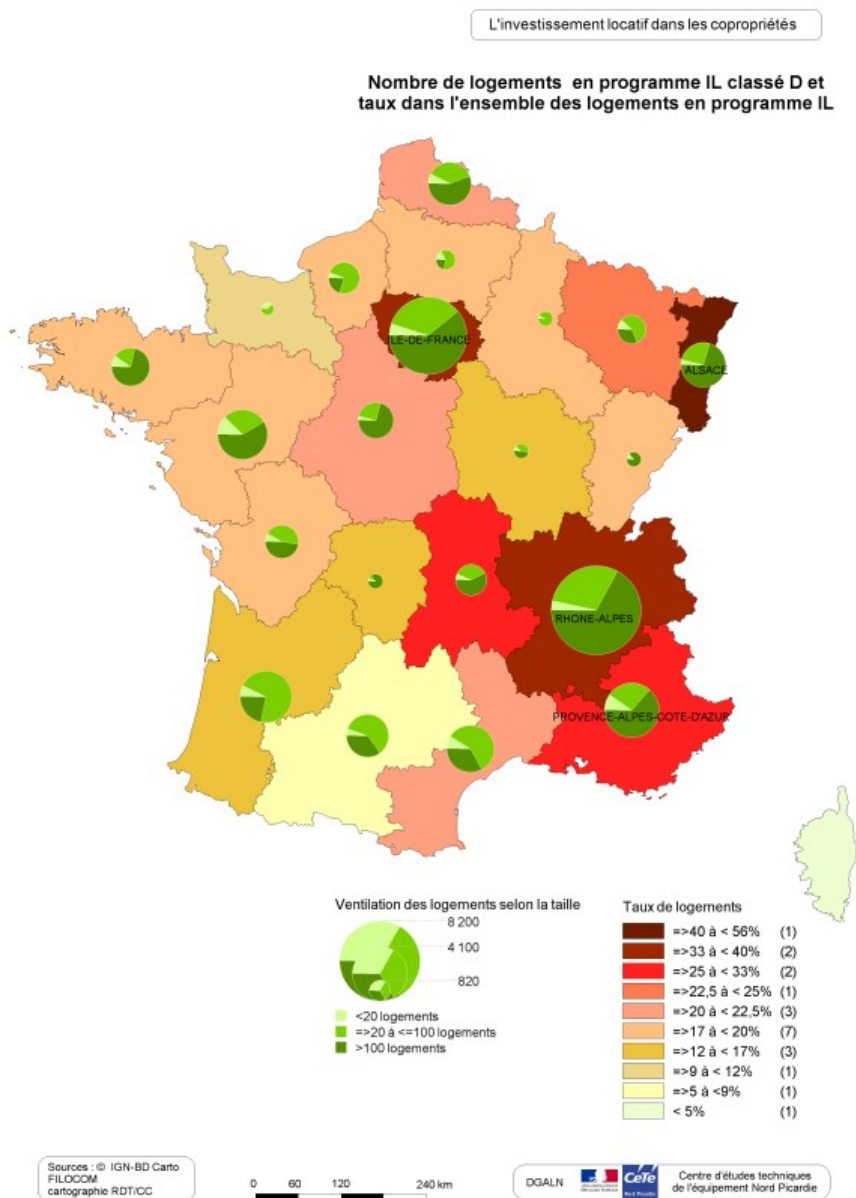 L'investissement locatif dans les copropriétés
Nombre de logements en programme IL classé D et
taux dans l'ensemble des logements en programme IL
ILE-DE-FRANCE
ALSACE
RHONE-ALPES
PROVENCE-ALPES-COTE-D'AZUR
Ventilation des logements selon la taille
8 200
4 100
820
<20 logements
=>20 à <=100 logements
>100 logements
Taux de logements
=>40 à < 56% (1)
=>33 à < 40% (2)
=>25 à < 33% (2)
=>22,5 à < 25% (1)
=>20 à < 22,5% (3)
=>17 à < 20% (7)
=>12 à < 17% (3)
=>9 à < 12% (1)
=>5 à <9% (1)
< 5% (1)
Sources : © IGN-BD Carto
FILOCOM
cartographie RDT/CC
0 60 120 240 km
DGALN
CeTe
Nord Picardie
Centre d'études techniques
de l'équipement Nord Picardie